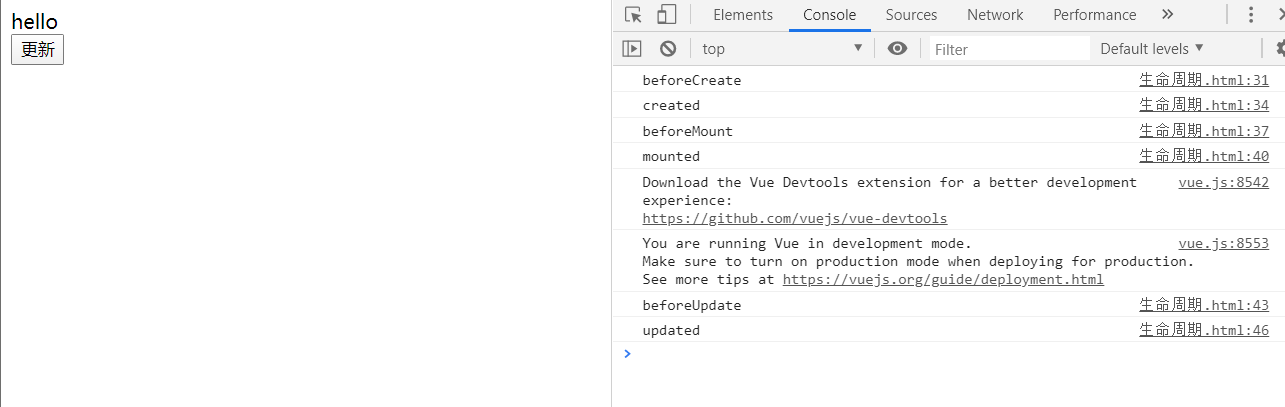 hello
更新
Elements Console Sources Network Performance
top Filter Default levels
beforeCreate 生命周期.html:31
created 生命周期.html:34
beforeMount 生命周期.html:37
mounted 生命周期.html:40
Download the Vue Devtools extension for a better development vue.js:8542
experience:
https://github.com/vuejs/vue-devtools
You are running Vue in development mode. vue.js:8553
Make sure to turn on production mode when deploying for production.
See more tips at https://vuejs.org/guide/deployment.html
beforeUpdate 生命周期.html:43
updated 生命周期.html:46